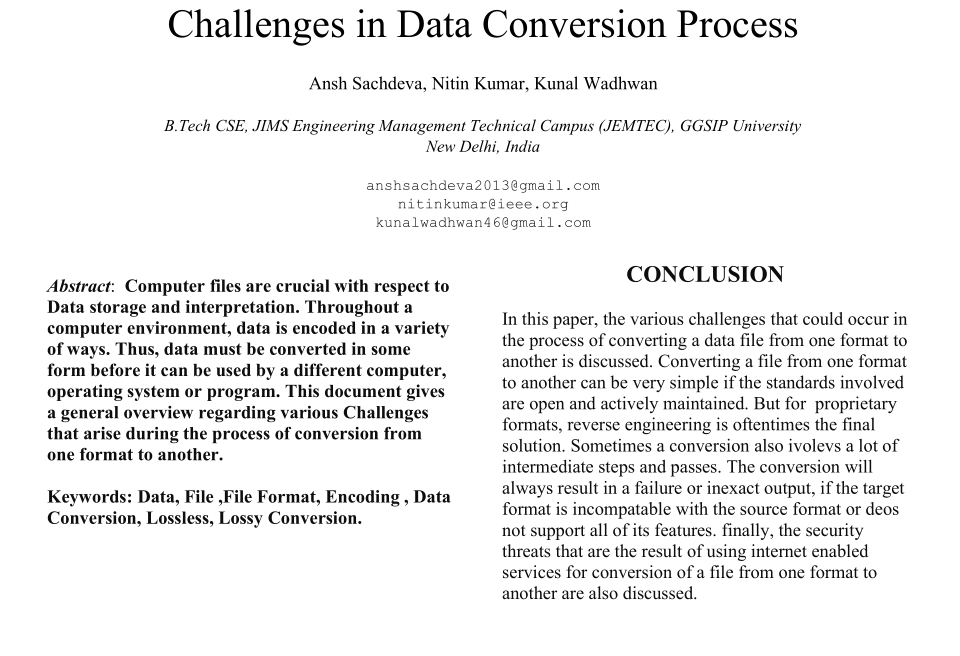 Challenges in Data Conversion Process
Ansh Sachdeva, Nitin Kumar, Kunal Wadhwan
B.Tech CSE, JIMS Engineering Management Technical Campus (JEMTEC), GGSIP University
New Delhi, India
anshsachdeva2013@gmail.com
nitinkumar@ieee.org
kunalwadhwan46@gmail.com
Abstract:  Computer files are crucial with respect to
Data storage and interpretation. Throughout a
computer environment, data is encoded in a variety
of ways. Thus, data must be converted in some
form before it can be used by a different computer,
operating system or program. This document gives
a general overview regarding various Challenges
that arise during the process of conversion from
one format to another.
Keywords: Data, File ,File Format, Encoding , Data
Conversion, Lossless, Lossy Conversion.
CONCLUSION
In this paper, the various challenges that could occur in
the process of converting a data file from one format to
another is discussed. Converting a file from one format
to another can be very simple if the standards involved
are open and actively maintained. But for  proprietary
formats, reverse engineering is oftentimes the final
solution. Sometimes a conversion also ivolevs a lot of
intermediate steps and passes. The conversion will
always result in a failure or inexact output, if the target
format is incompatable with the source format or deos
not support all of its features. finally, the security
threats that are the result of using internet enabled
services for conversion of a file from one format to
another are also discussed.